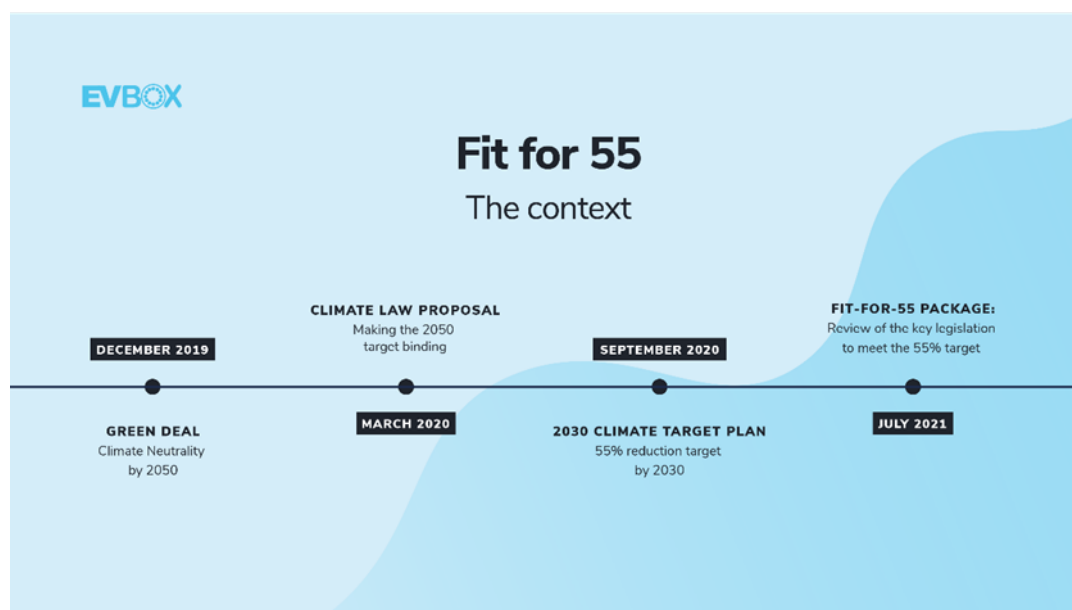 EVBOX
Fit for 55
The context
DECEMBER 2019
GREEN DEAL
Climate Neutrality
by 2050
CLIMATE LAW PROPOSAL
Making the 2050
target binding
MARCH 2020
SEPTEMBER 2020
2030 CLIMATE TARGET PLAN
55% reduction target
by 2030
FIT-FOR-55 PACKAGE:
Review of the key legislation
to meet the 55% target
JULY 2021